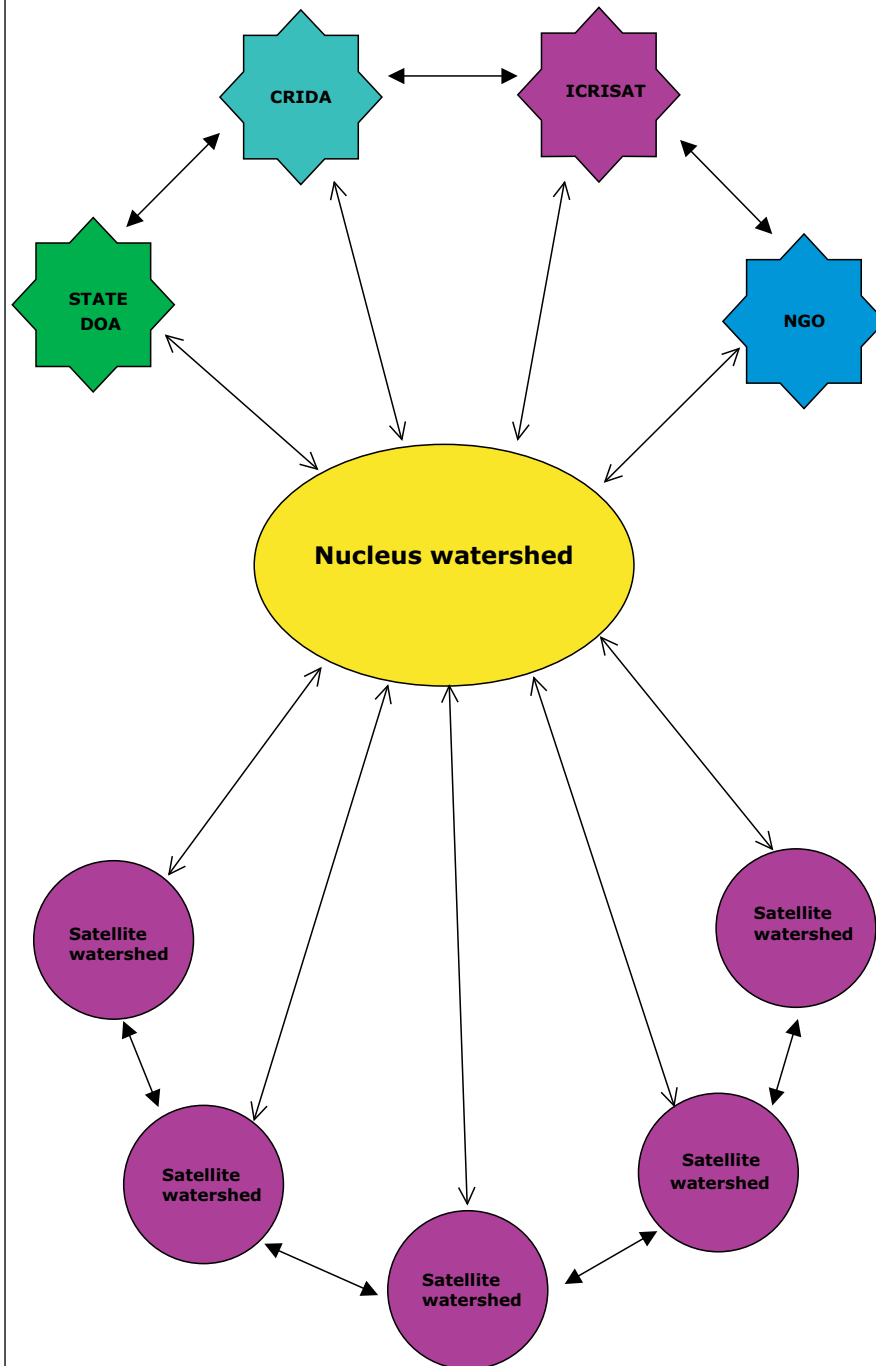 CRIDA
ICRISAT
STATE
DOA
NGO
Nucleus watershed
Satellite
watershed
Satellite
watershed
Satellite
watershed
Satellite
watershed
Satellite
watershed